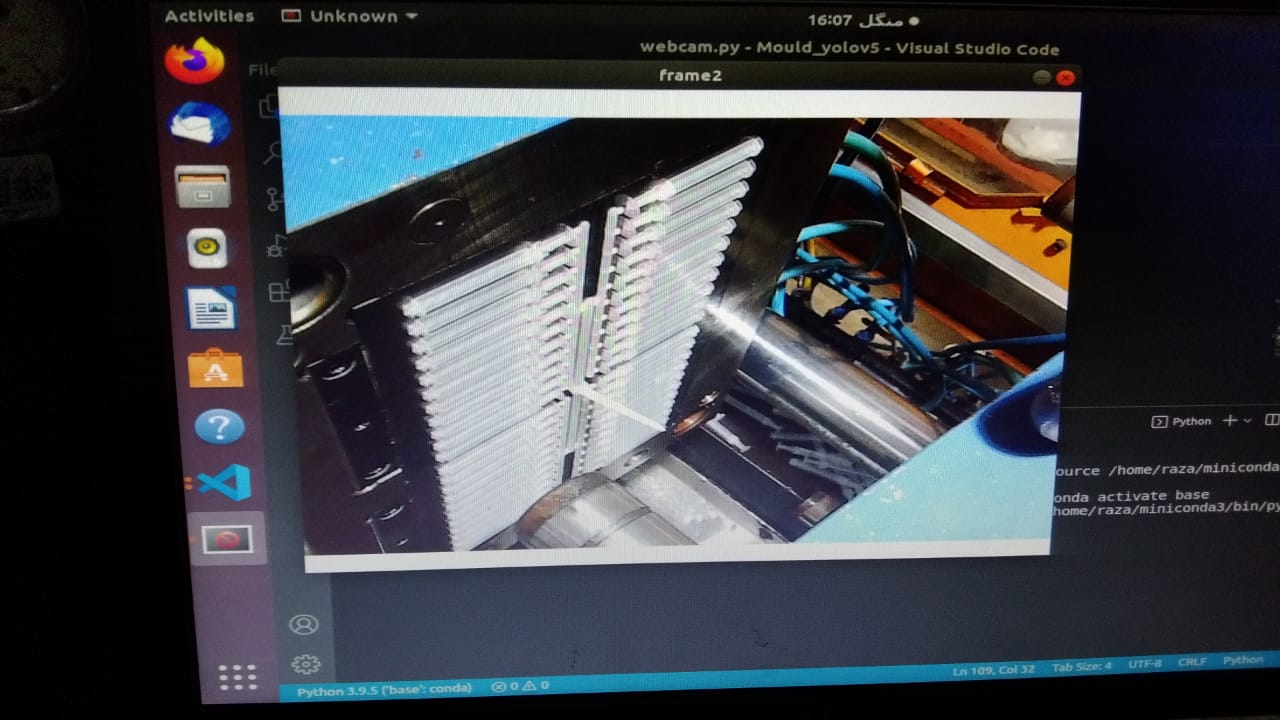 Activities
Unknown
منگل 16:07
webcam.py - Mould_yolov5 - Visual Studio Code
File
frame2
Python
ource /home/raza/miniconda
onda activate base
home/raza/miniconda3/bin/py
Python 3.9.5 ('base': conda)
0
0
Ln 109, Col 32
Tab Size: 4
UTF-8
CRLF
Python